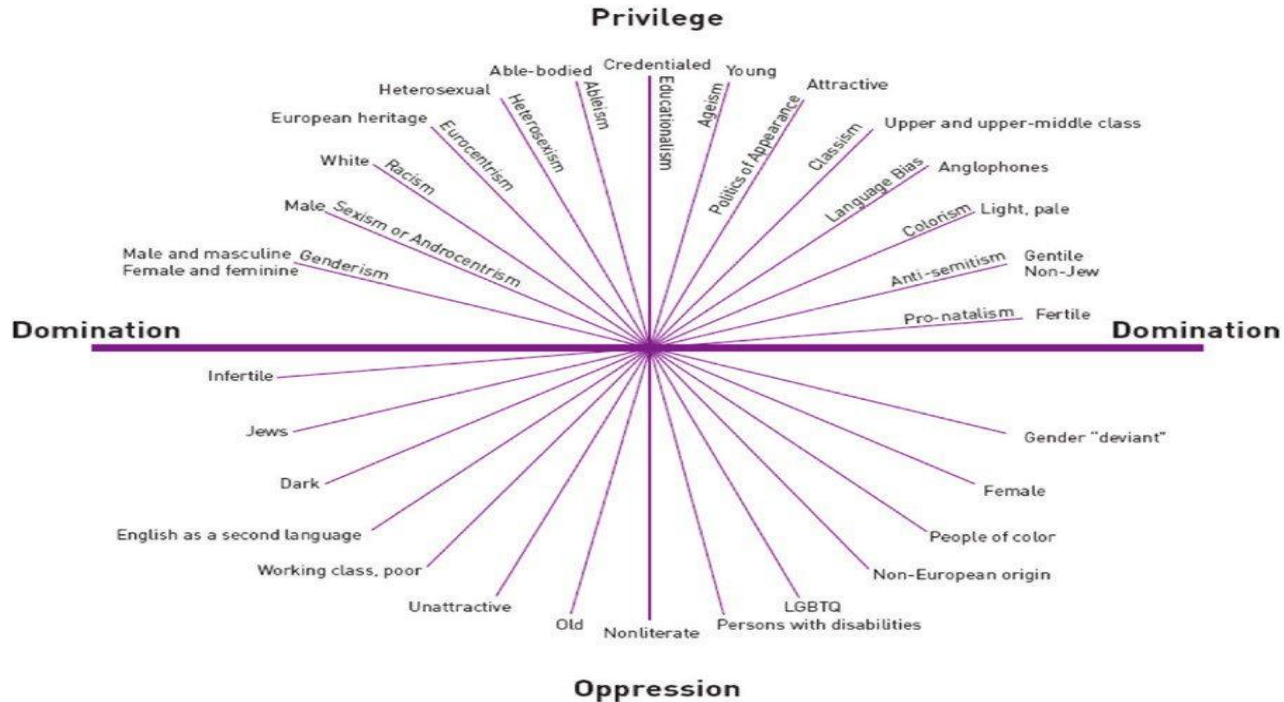 Privilege
Credentialed
Able-bodied
Young
Heterosexual
Attractive
European heritage
Upper and upper-middle class
White
Anglophones
Male
Light, pale
Male and masculine
Female and feminine
Gentile
Non-Jew
Fertile
Genderism
Sexism or Androcentrism
Racism
Eurocentrism
Heterosexism
Ableism
Educationalism
Ageism
Politics of Appearance
Classism
Language Bias
Colorism
Anti-semitism
Pro-natalism
Domination
Domination
Infertile
Jews
Dark
English as a second language
Working class, poor
Unattractive
Old
Nonliterate
Persons with disabilities
LGBTQ
Non-European origin
People of color
Female
Gender "deviant"
Oppression